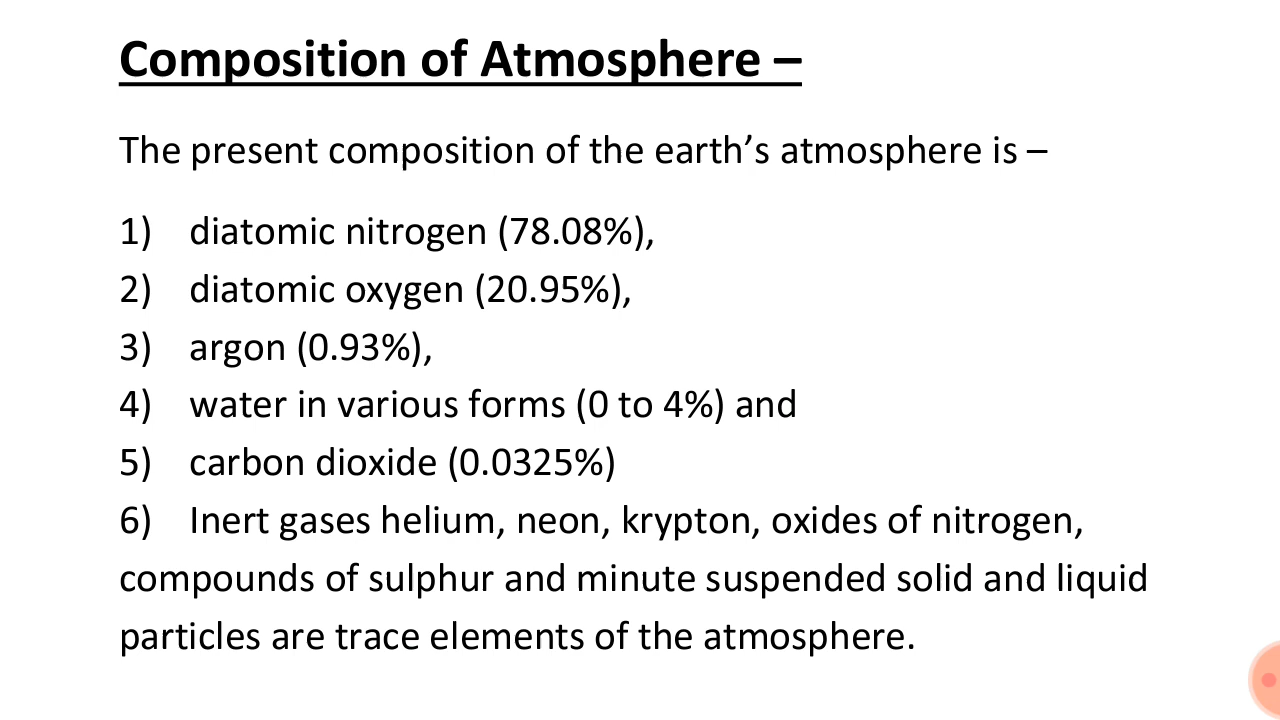 Composition of Atmosphere –
The present composition of the earth’s atmosphere is –
1) diatomic nitrogen (78.08%),
2) diatomic oxygen (20.95%),
3) argon (0.93%),
4) water in various forms (0 to 4%) and
5) carbon dioxide (0.0325%)
6) Inert gases helium, neon, krypton, oxides of nitrogen,
compounds of sulphur and minute suspended solid and liquid
particles are trace elements of the atmosphere.